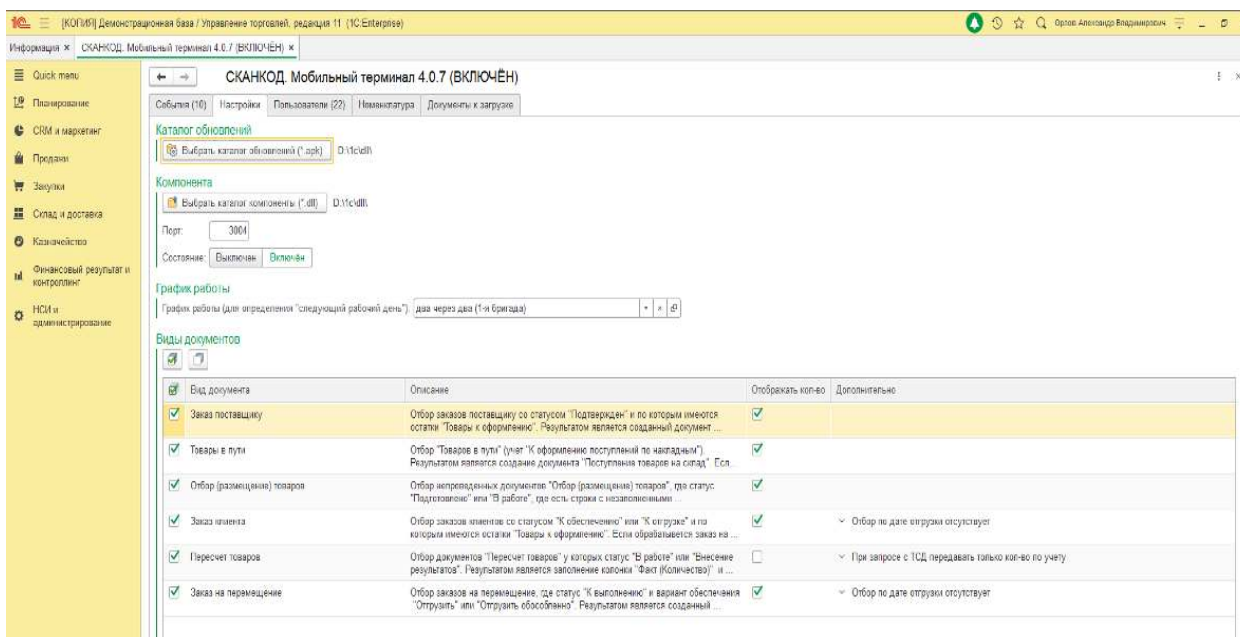 [КОПИЯ] Демонстрационная база / Управление торговлей, редакция 11 (1C:Enterprise)
Орлов Александр Владимирович
Информация ×
СКАНКОД. Мобильный терминал 4.0.7 (ВКЛЮЧЁН) ×
Quick menu
Планирование
CRM и маркетинг
Продажи
Закупки
Склад и доставка
Казначейство
Финансовый результат и
контроллинг
НСИ и
администрирование
СКАНКОД. Мобильный терминал 4.0.7 (ВКЛЮЧЁН)
События (10) Настройки Пользователи (22) Номенклатура Документы к загрузке
Каталог обновлений
Выбрать каталог обновлений (*.apk) D:\1c\dll\
Компонента
Выбрать каталог компоненты (*.dll) D:\1c\dll\
Порт: 3004
Состояние: Выключен Включён
График работы
График работы (для определения "следующий рабочий день"): два через два (1-я бригада)
Виды документов
Вид документа Описание Отображать кол-во Дополнительно
Заказ поставщику
Отбор заказов поставщику со статусом "Подтвержден" и по которым имеются
остатки "Товары к оформлению". Результатом является созданный документ ...
Товары в пути
Отбор "Товаров в пути" (учет "К оформлению поступлений по накладным").
Результатом является создание документа "Поступление товаров на склад". Есл...
Отбор (размещение) товаров
Отбор непроведенных документов "Отбор (размещение) товаров", где статус
"Подготовлено" или "В работе", где есть строки с незаполненными ...
Заказ клиента
Отбор заказов клиентов со статусом "К обеспечению" или "К отгрузке" и по
которым имеются остатки "Товары к оформлению". Если обрабатывается заказ на ...
Отбор по дате отгрузки отсутствует
Пересчет товаров
Отбор документов "Пересчет товаров" у которых статус "В работе" или "Внесение
результатов". Результатом является заполнение колонки "Факт (Количество)" и ...
При запросе с ТСД передавать только кол-во по учету
Заказ на перемещение
Отбор заказов на перемещение, где статус "К выполнению" и вариант обеспечения
"Отгрузить" или "Отгрузить обособленно". Результатом является созданный ...
Отбор по дате отгрузки отсутствует